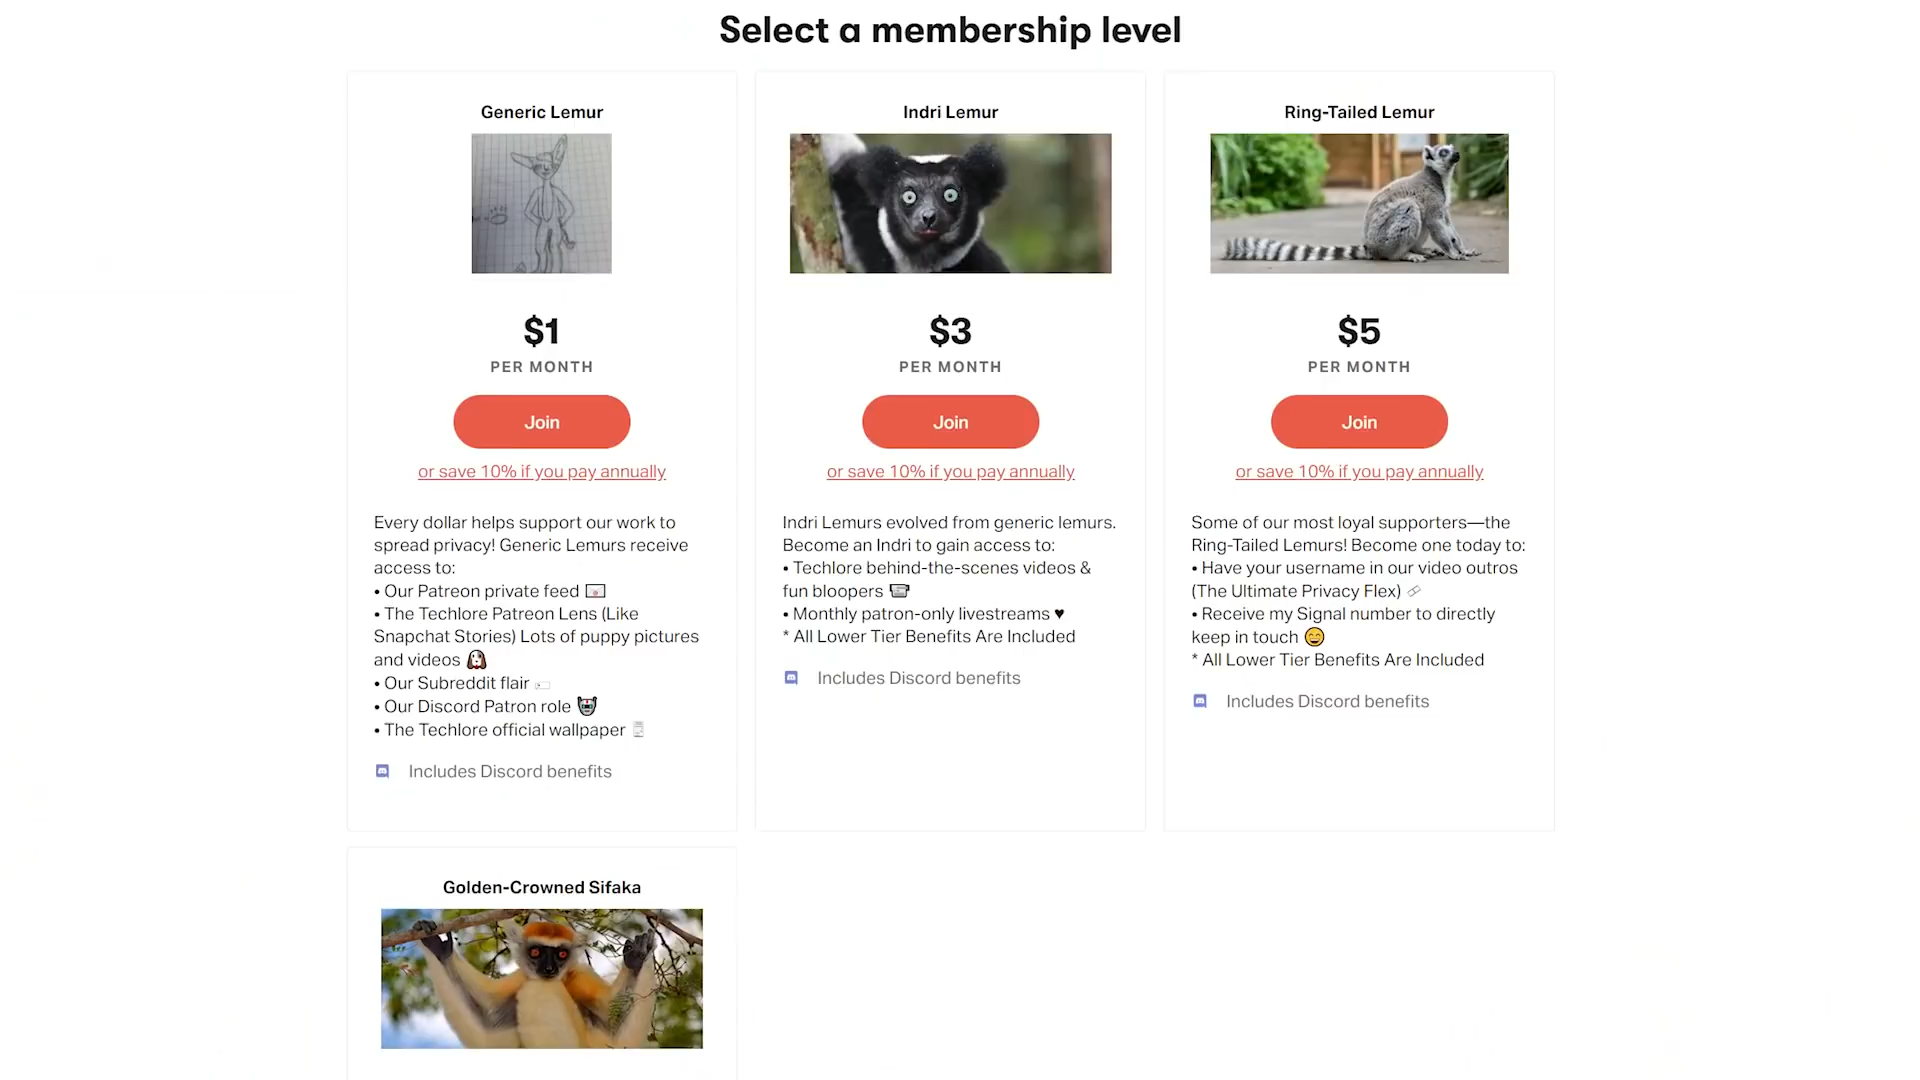 Select a membership level
Generic Lemur
$1
PER MONTH
Join
or save 10% if you pay annually
Every dollar helps support our work to
spread privacy! Generic Lemurs receive
access to:
• Our Patreon private feed 💌
• The Techlore Patreon Lens (Like
Snapchat Stories) Lots of puppy pictures
and videos 🐶
• Our Subreddit flair
• Our Discord Patron role
• The Techlore official wallpaper
Includes Discord benefits
Indri Lemur
$3
PER MONTH
Join
or save 10% if you pay annually
Indri Lemurs evolved from generic lemurs.
Become an Indri to gain access to:
• Techlore behind-the-scenes videos &
fun bloopers
• Monthly patron-only livestreams ♥
* All Lower Tier Benefits Are Included
Includes Discord benefits
Ring-Tailed Lemur
$5
PER MONTH
Join
or save 10% if you pay annually
Some of our most loyal supporters—the
Ring-Tailed Lemurs! Become one today to:
• Have your username in our video outros
(The Ultimate Privacy Flex)
• Receive my Signal number to directly
keep in touch 😄
* All Lower Tier Benefits Are Included
Includes Discord benefits
Golden-Crowned Sifaka